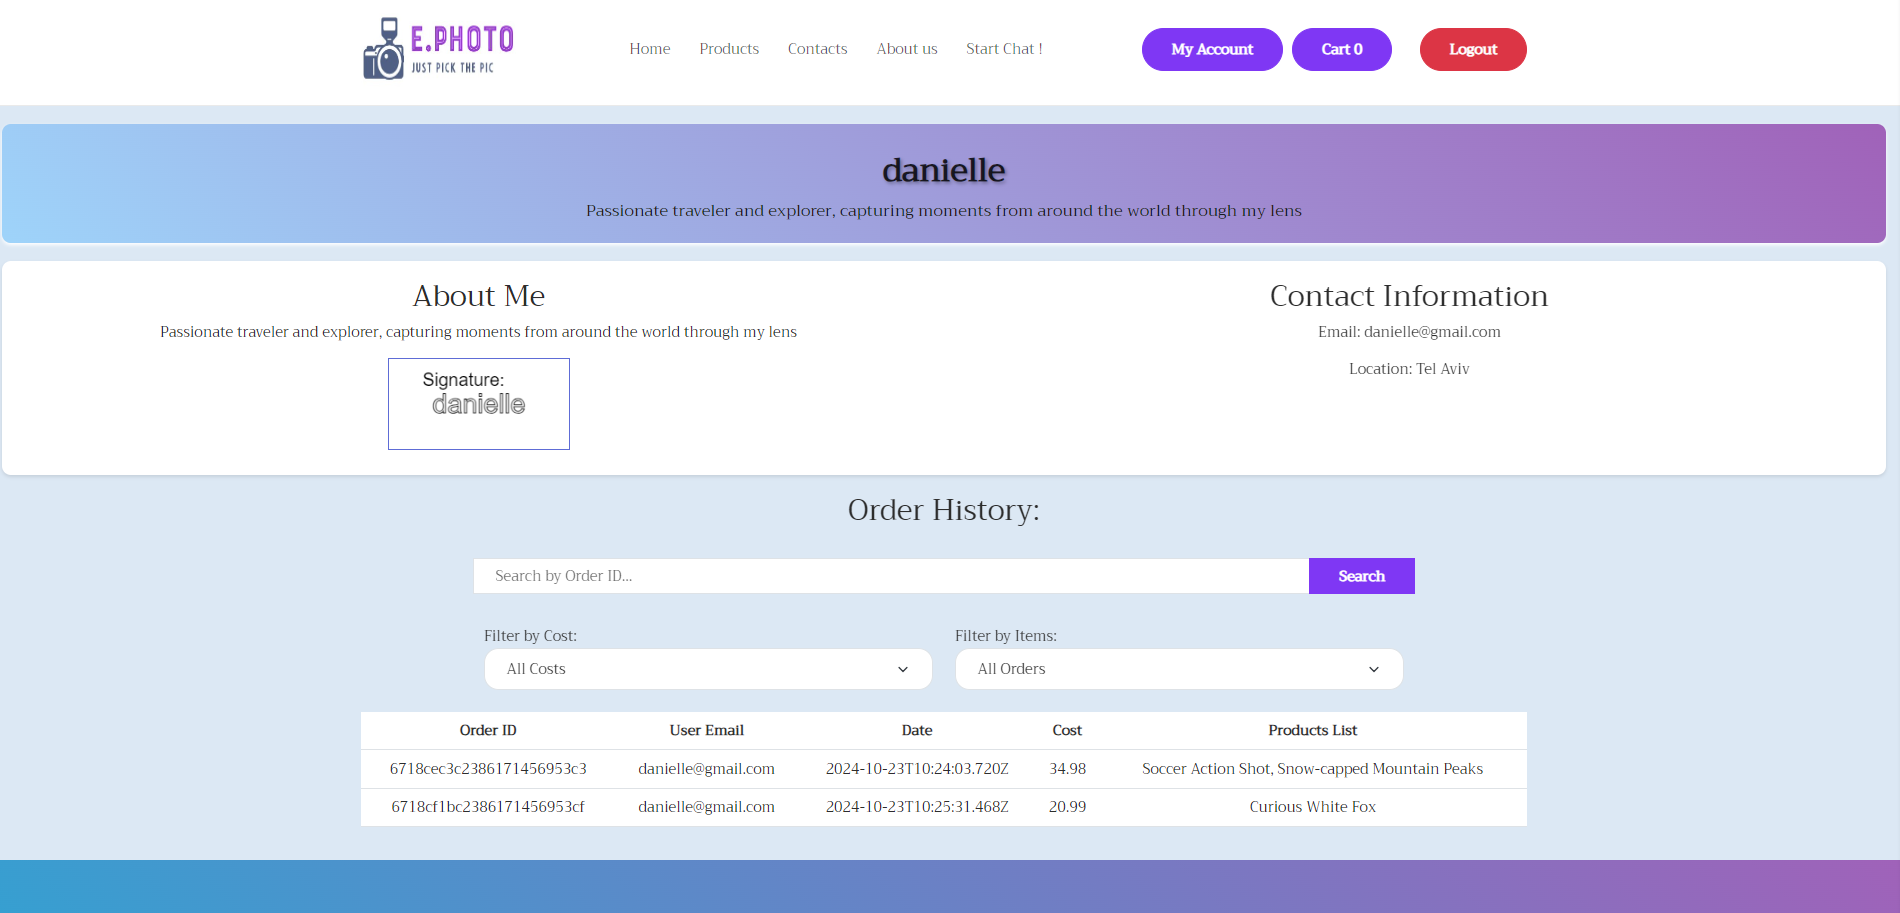 E.PHOTO
JUST PICK THE PIC
Home Products Contacts About us Start Chat !
My Account Cart 0 Logout
danielle
Passionate traveler and explorer, capturing moments from around the world through my lens
About Me
Passionate traveler and explorer, capturing moments from around the world through my lens
Signature:
danielle
Contact Information
Email: danielle@gmail.com
Location: Tel Aviv
Order History:
Search by Order ID...
Search
Filter by Cost:
All Costs
Filter by Items:
All Orders
Order ID User Email Date Cost Products List
6718cec3c2386171456953c3 danielle@gmail.com 2024-10-23T10:24:03.720Z 34.98 Soccer Action Shot, Snow-capped Mountain Peaks
6718cf1bc2386171456953cf danielle@gmail.com 2024-10-23T10:25:31.468Z 20.99 Curious White Fox